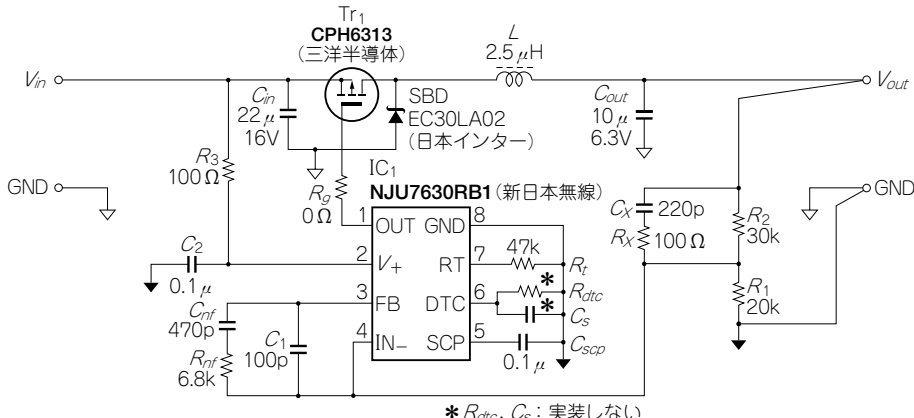 Tr1
CPH6313
(三洋半導体)
L
2.5μH
Vin
Vout
Cin
22μ
16V
SBD
EC30LA02
(日本インター)
Cout
10μ
6.3V
R3
100Ω
GND
GND
Rg
0Ω
IC1
NJU7630RB1(新日本無線)
CX
220p
RX
100Ω
R2
30k
1
OUT
GND
8
C2
0.1μ
2
V+
RT
7
47k
Rt
3
FB
DTC
6
*
Rdtc
*
Cs
R1
20k
Cnf
470p
C1
100p
4
IN−
SCP
5
0.1μ
Cscp
Rnf
6.8k
*Rdtc, Cs：実装しない